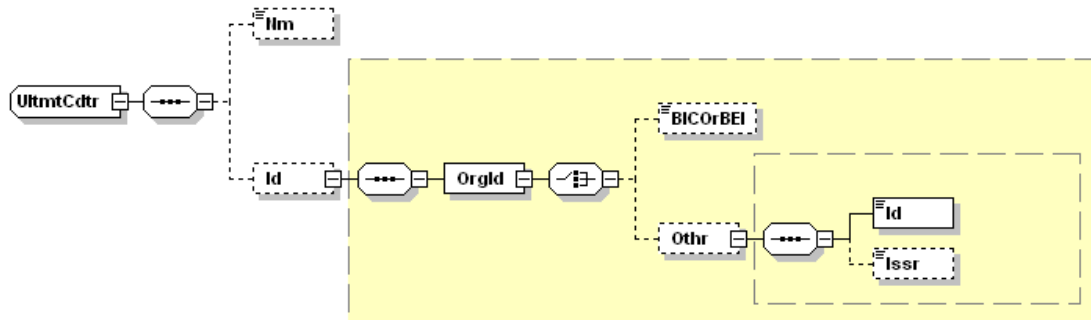 Nm
UltmtCdtr
BICOrBEI
Id
OrgId
Id
Othr
Issr